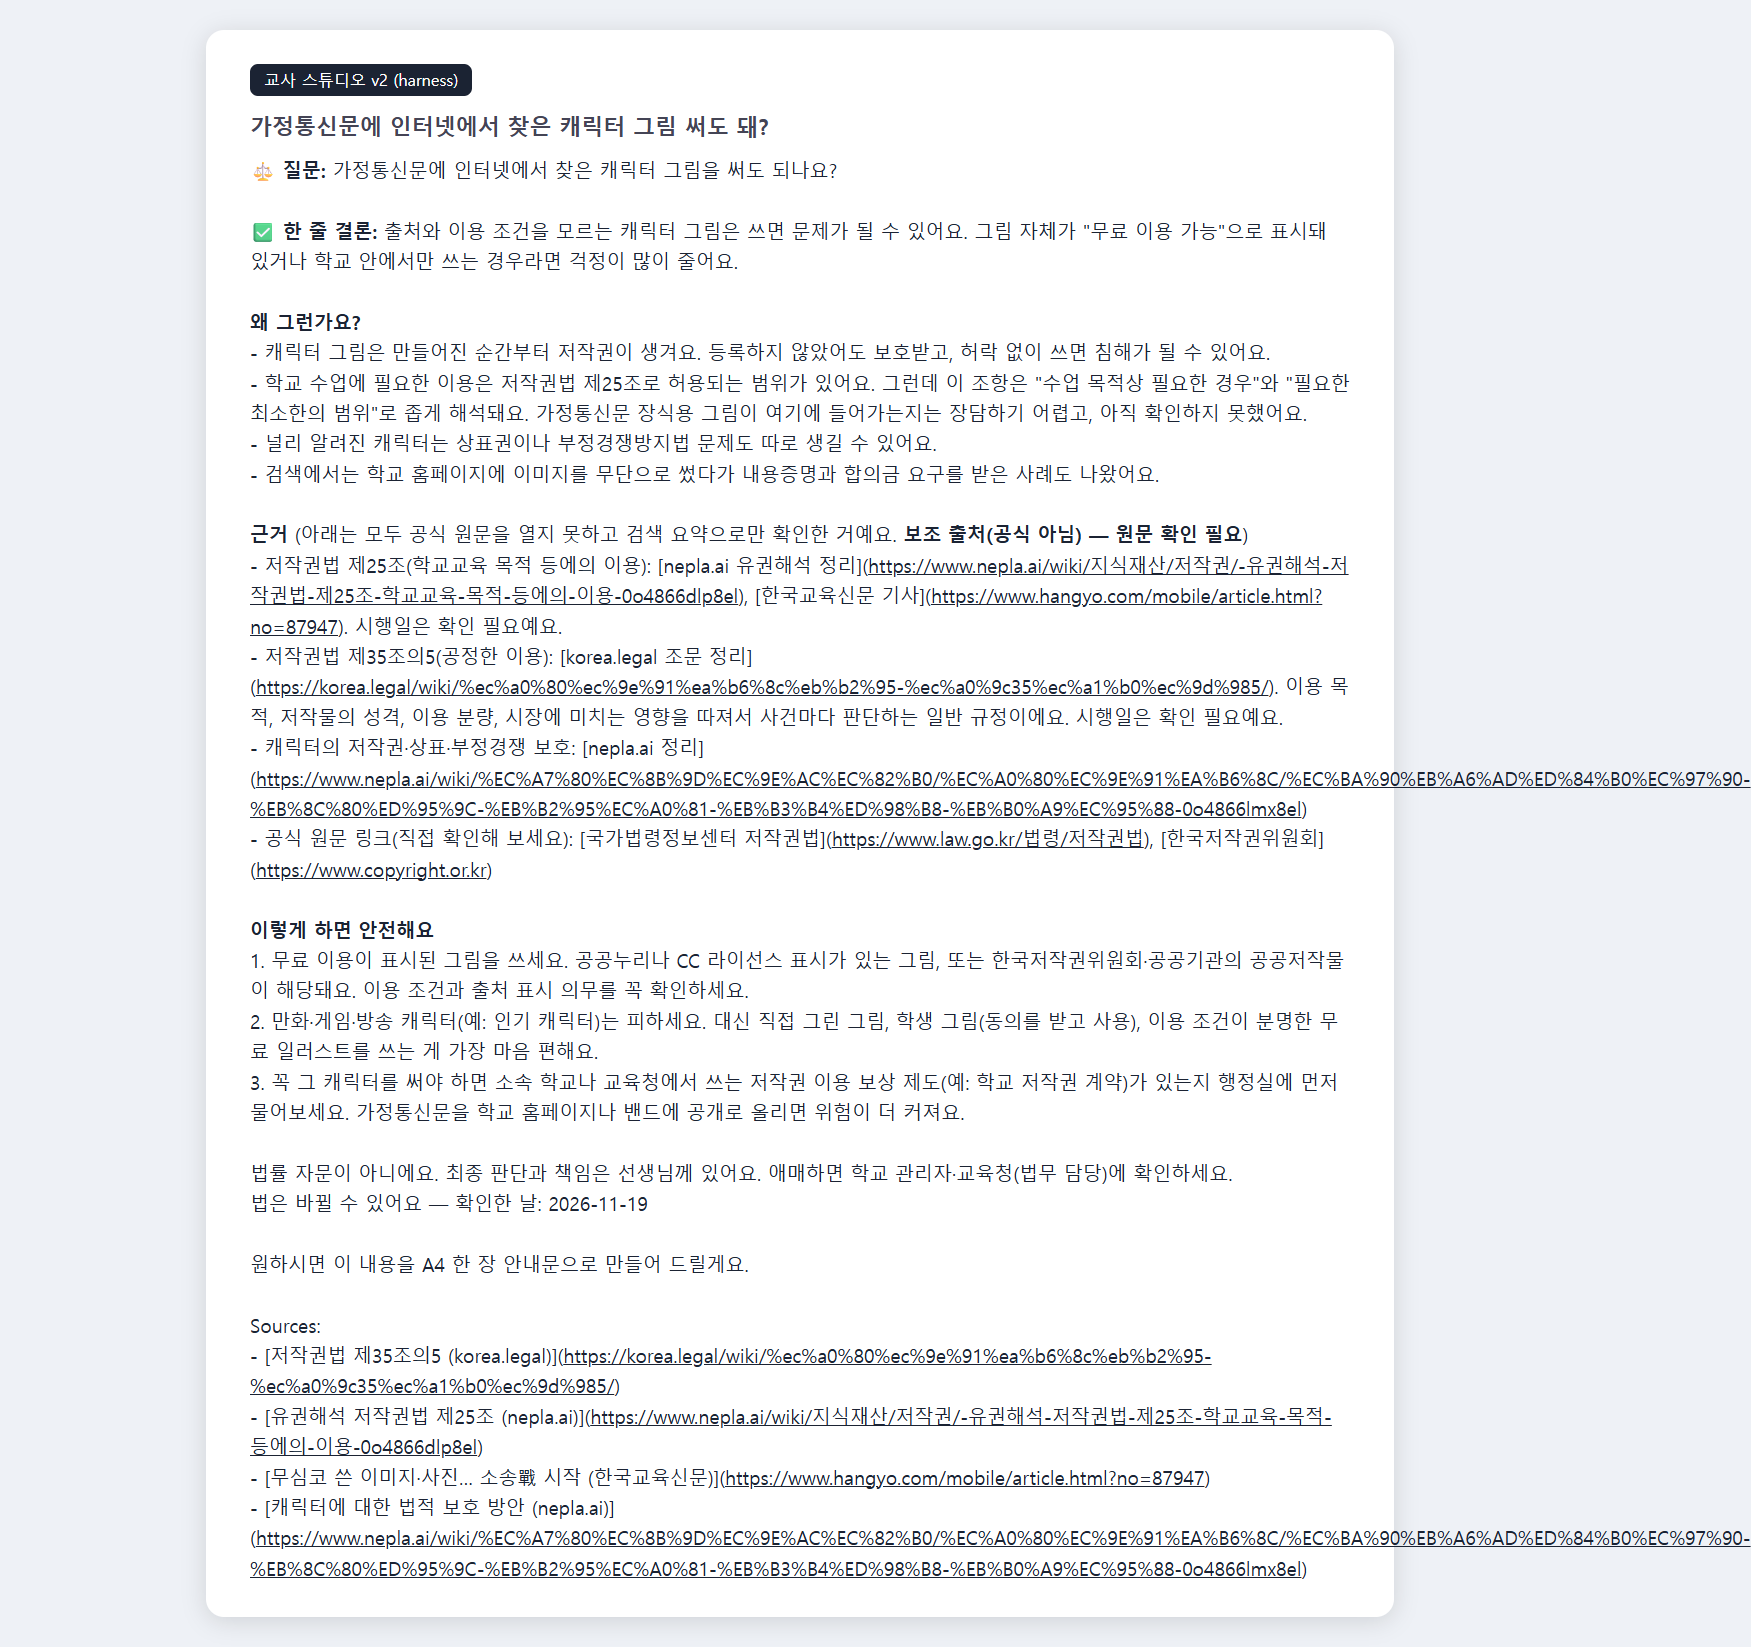 교사 스튜디오 v2 (harness)
가정통신문에 인터넷에서 찾은 캐릭터 그림 써도 돼?
⚖️ 질문: 가정통신문에 인터넷에서 찾은 캐릭터 그림을 써도 되나요?
✅ 한 줄 결론: 출처와 이용 조건을 모르는 캐릭터 그림은 쓰면 문제가 될 수 있어요. 그림 자체가 "무료 이용 가능"으로 표시돼
있거나 학교 안에서만 쓰는 경우라면 걱정이 많이 줄어요.
왜 그런가요?
- 캐릭터 그림은 만들어진 순간부터 저작권이 생겨요. 등록하지 않았어도 보호받고, 허락 없이 쓰면 침해가 될 수 있어요.
- 학교 수업에 필요한 이용은 저작권법 제25조로 허용되는 범위가 있어요. 그런데 이 조항은 "수업 목적상 필요한 경우"와 "필요한
최소한의 범위"로 좁게 해석돼요. 가정통신문 장식용 그림이 여기에 들어가는지는 장담하기 어렵고, 아직 확인하지 못했어요.
- 널리 알려진 캐릭터는 상표권이나 부정경쟁방지법 문제도 따로 생길 수 있어요.
- 검색에서는 학교 홈페이지에 이미지를 무단으로 썼다가 내용증명과 합의금 요구를 받은 사례도 나왔어요.
근거 (아래는 모두 공식 원문을 열지 못하고 검색 요약으로만 확인한 거예요. 보조 출처(공식 아님) — 원문 확인 필요)
- 저작권법 제25조(학교교육 목적 등에의 이용): [nepla.ai 유권해석 정리](https://www.nepla.ai/wiki/지식재산/저작권/-유권해석-저
작권법-제25조-학교교육-목적-등에의-이용-0o4866dlp8el), [한국교육신문 기사](https://www.hangyo.com/mobile/article.html?
no=87947). 시행일은 확인 필요예요.
- 저작권법 제35조의5(공정한 이용): [korea.legal 조문 정리]
(https://korea.legal/wiki/%ec%a0%80%ec%9e%91%ea%b6%8c%eb%b2%95-%ec%a0%9c35%ec%a1%b0%ec%9d%985/). 이용 목
적, 저작물의 성격, 이용 분량, 시장에 미치는 영향을 따져서 사건마다 판단하는 일반 규정이에요. 시행일은 확인 필요예요.
- 캐릭터의 저작권·상표·부정경쟁 보호: [nepla.ai 정리]
(https://www.nepla.ai/wiki/%EC%A7%80%EC%8B%9D%EC%9E%AC%EC%82%B0/%EC%A0%80%EC%9E%91%EA%B6%8C/%EC%BA%90%EB%A6%AD%ED%84%B0%EC%97%90-
%EB%8C%80%ED%95%9C-%EB%B2%95%EC%A0%81-%EB%B3%B4%ED%98%B8-%EB%B0%A9%EC%95%88-0o4866lmx8el)
- 공식 원문 링크(직접 확인해 보세요): [국가법령정보센터 저작권법](https://www.law.go.kr/법령/저작권법), [한국저작권위원회]
(https://www.copyright.or.kr)
이렇게 하면 안전해요
1. 무료 이용이 표시된 그림을 쓰세요. 공공누리나 CC 라이선스 표시가 있는 그림, 또는 한국저작권위원회·공공기관의 공공저작물
이 해당돼요. 이용 조건과 출처 표시 의무를 꼭 확인하세요.
2. 만화·게임·방송 캐릭터(예: 인기 캐릭터)는 피하세요. 대신 직접 그린 그림, 학생 그림(동의를 받고 사용), 이용 조건이 분명한 무
료 일러스트를 쓰는 게 가장 마음 편해요.
3. 꼭 그 캐릭터를 써야 하면 소속 학교나 교육청에서 쓰는 저작권 이용 보상 제도(예: 학교 저작권 계약)가 있는지 행정실에 먼저
물어보세요. 가정통신문을 학교 홈페이지나 밴드에 공개로 올리면 위험이 더 커져요.
법률 자문이 아니에요. 최종 판단과 책임은 선생님께 있어요. 애매하면 학교 관리자·교육청(법무 담당)에 확인하세요.
법은 바뀔 수 있어요 — 확인한 날: 2026-11-19
원하시면 이 내용을 A4 한 장 안내문으로 만들어 드릴게요.
Sources:
- [저작권법 제35조의5 (korea.legal)](https://korea.legal/wiki/%ec%a0%80%ec%9e%91%ea%b6%8c%eb%b2%95-
%ec%a0%9c35%ec%a1%b0%ec%9d%985/)
- [유권해석 저작권법 제25조 (nepla.ai)](https://www.nepla.ai/wiki/지식재산/저작권/-유권해석-저작권법-제25조-학교교육-목적-
등에의-이용-0o4866dlp8el)
- [무심코 쓴 이미지·사진... 소송戰 시작 (한국교육신문)](https://www.hangyo.com/mobile/article.html?no=87947)
- [캐릭터에 대한 법적 보호 방안 (nepla.ai)]
(https://www.nepla.ai/wiki/%EC%A7%80%EC%8B%9D%EC%9E%AC%EC%82%B0/%EC%A0%80%EC%9E%91%EA%B6%8C/%EC%BA%90%EB%A6%AD%ED%84%B0%EC%97%90-
%EB%8C%80%ED%95%9C-%EB%B2%95%EC%A0%81-%EB%B3%B4%ED%98%B8-%EB%B0%A9%EC%95%88-0o4866lmx8el)